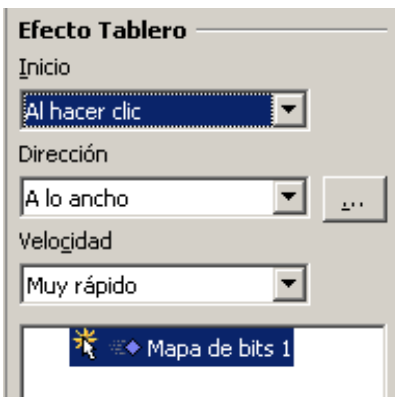 Efecto Tablero
Inicio
Al hacer clic
Dirección
A lo ancho
...
Velocidad
Muy rápido
Mapa de bits 1